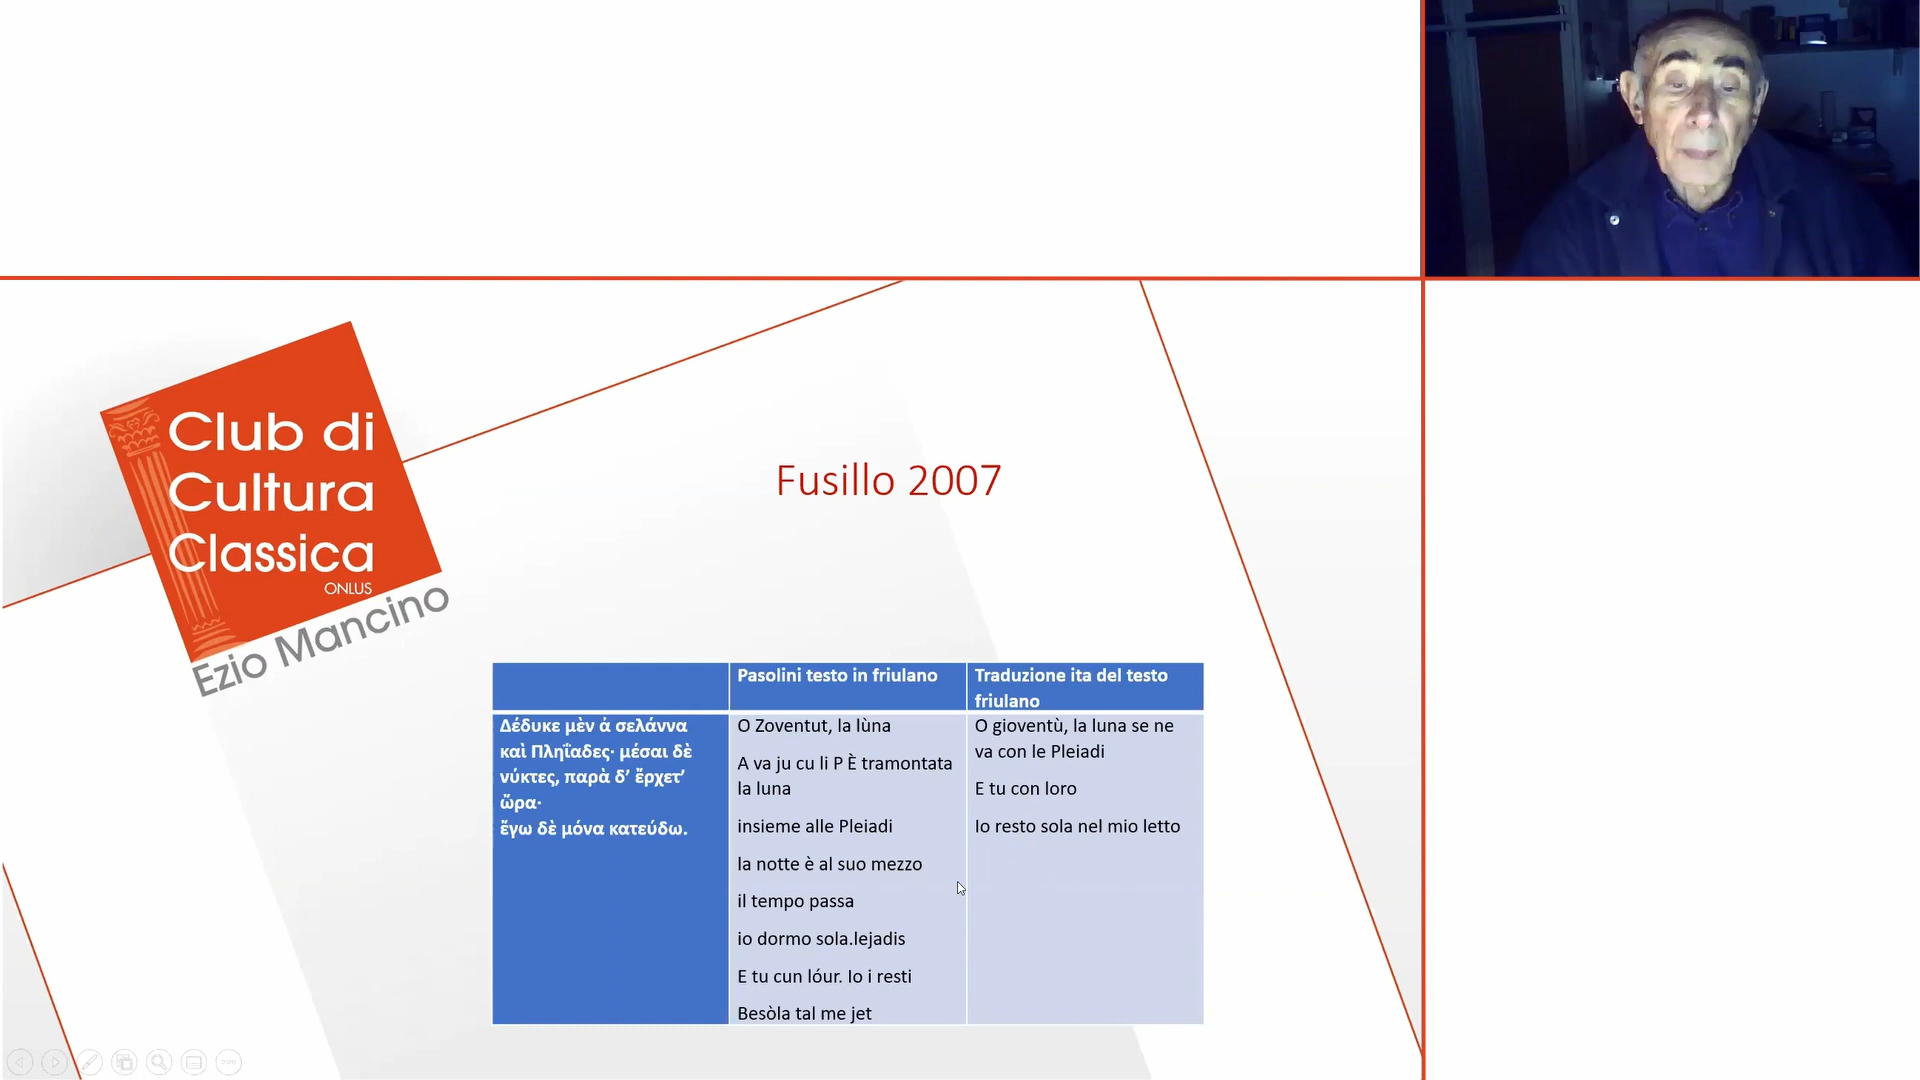 Club di
Cultura
Classica
ONLUS
Ezio Mancino
Fusillo 2007
Pasolini testo in friulano
Traduzione ita del testo
friulano
Δέδυκε μὲν ἀ σελάννα
καὶ Πληΐαδες· μέσαι δὲ
νύκτες, παρὰ δ’ ἔρχετ’
ὤρα·
ἔγω δὲ μόνα κατεύδω.
O Zoventut, la lùna
A va ju cu li P È tramontata
la luna
insieme alle Pleiadi
la notte è al suo mezzo
il tempo passa
io dormo sola.lejadis
E tu cun lóur. Io i resti
Besòla tal me jet
O gioventù, la luna se ne
va con le Pleiadi
E tu con loro
Io resto sola nel mio letto